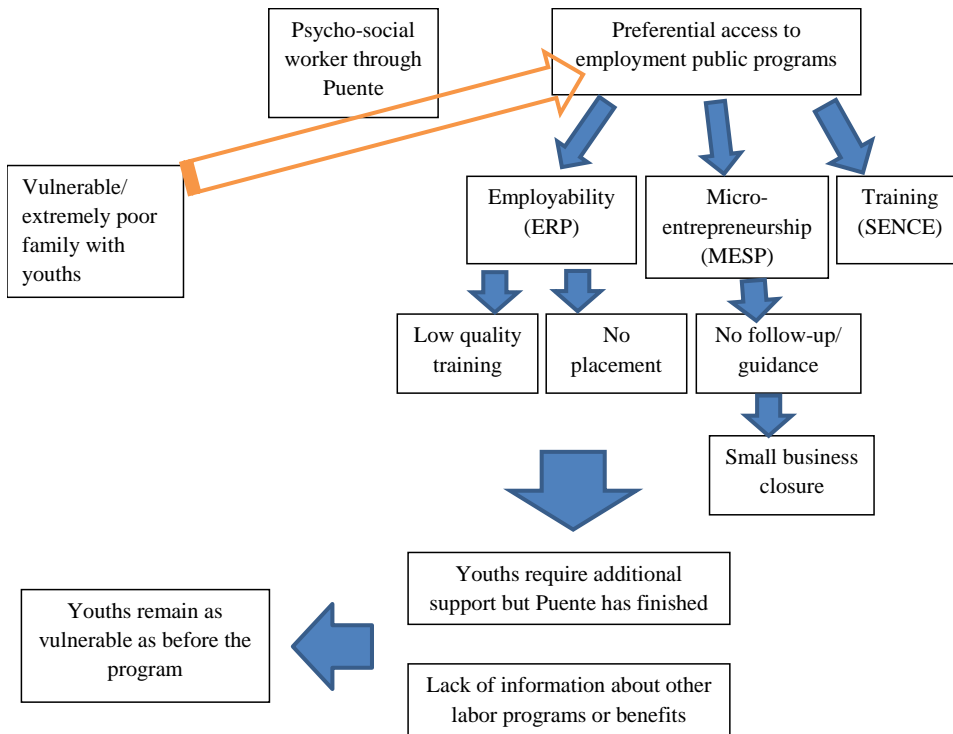 Psycho-social
worker through
Puente
Preferential access to
employment public programs
Vulnerable/
extremely poor
family with
youths
Employability
(ERP)
Micro-
entrepreneurship
(MESP)
Training
(SENCE)
Low quality
training
No
placement
No follow-up/
guidance
Small business
closure
Youths require additional
support but Puente has finished
Youths remain as
vulnerable as before the
program
Lack of information about other
labor programs or benefits